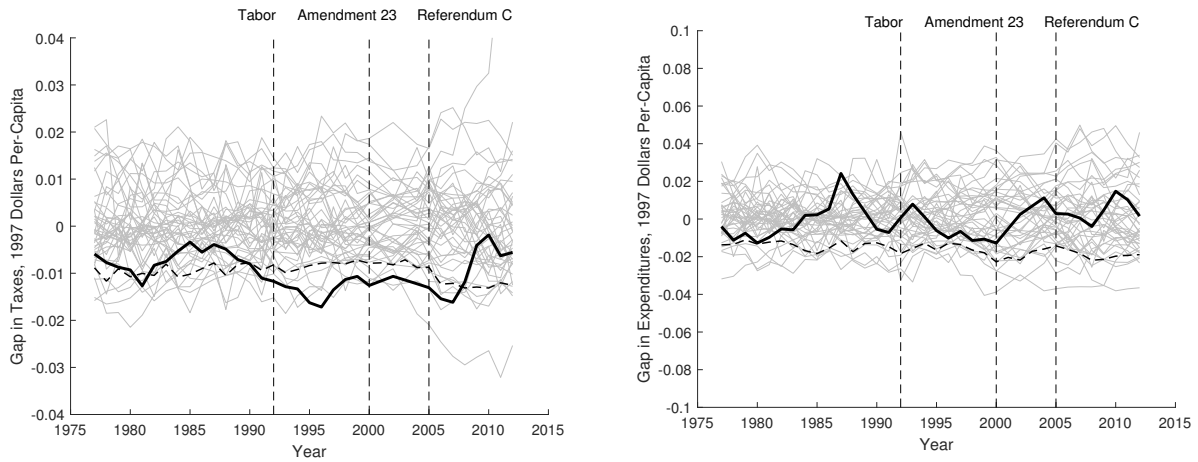 Tabor Amendment 23 Referendum C
Gap in Taxes, 1997 Dollars Per-Capita
0.04
0.03
0.02
0.01
0
-0.01
-0.02
-0.03
-0.04
1975 1980 1985 1990 1995 2000 2005 2010 2015
Year
Tabor Amendment 23 Referendum C
Gap in Expenditures, 1997 Dollars Per-Capita
0.1
0.08
0.06
0.04
0.02
0
-0.02
-0.04
-0.06
-0.08
-0.1
1975 1980 1985 1990 1995 2000 2005 2010 2015
Year